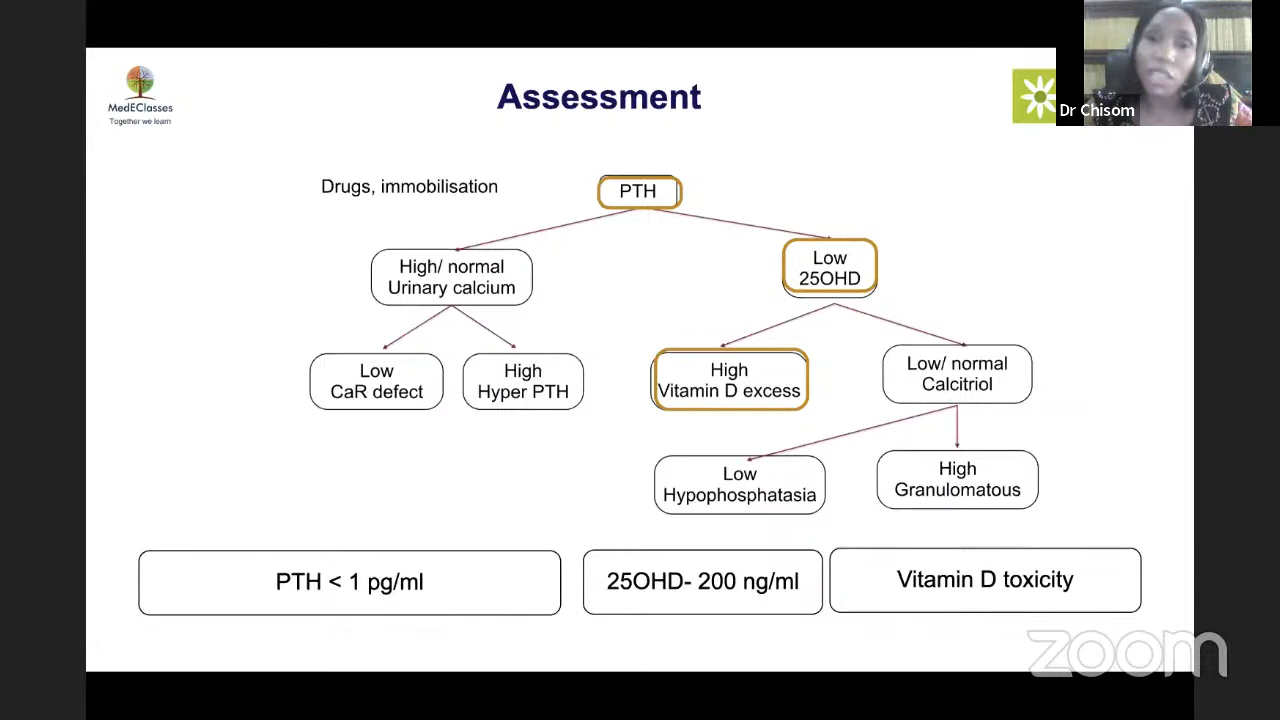 MedEClasses
Together we learn
Assessment
Dr Chisom
Drugs, immobilisation
PTH
High/ normal
Urinary calcium
Low
25OHD
Low
CaR defect
High
Hyper PTH
High
Vitamin D excess
Low/ normal
Calcitriol
Low
Hypophosphatasia
High
Granulomatous
PTH < 1 pg/ml
25OHD- 200 ng/ml
Vitamin D toxicity
zoom